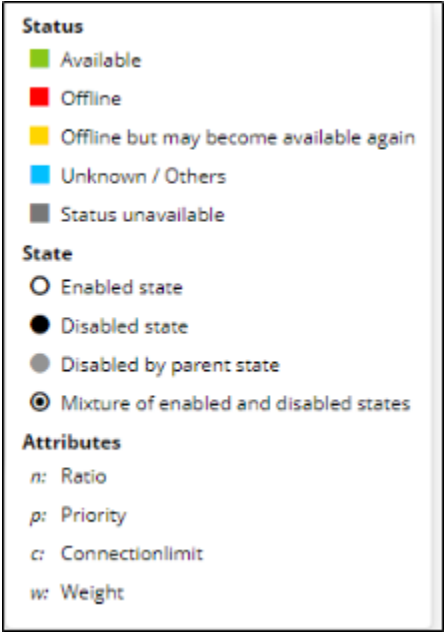 Status
Available
Offline
Offline but may become available again
Unknown / Others
Status unavailable
State
Enabled state
Disabled state
Disabled by parent state
Mixture of enabled and disabled states
Attributes
n: Ratio
p: Priority
c: Connectionlimit
w: Weight